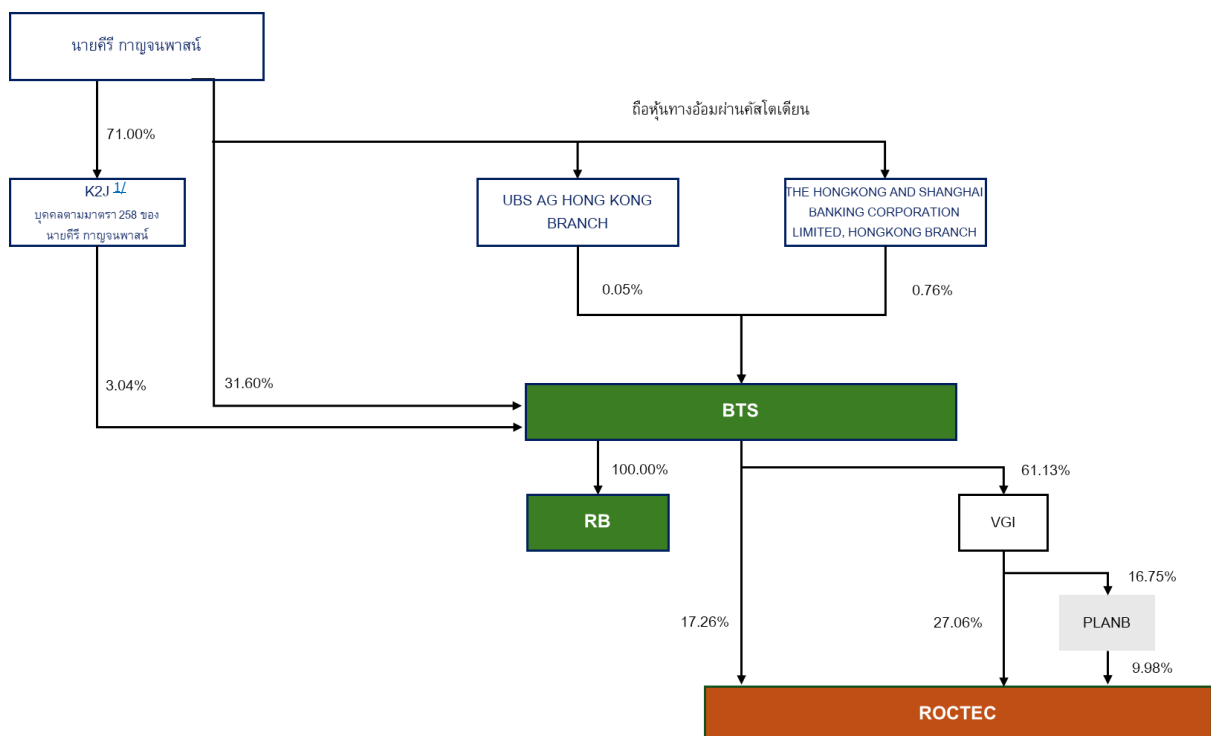 นายคีรี กาญจนพาสน์
ถือหุ้นทางอ้อมผ่านคัสโตเดียน
71.00%
K2J 1/
บุคคลตามมาตรา 258 ของ
นายคีรี กาญจนพาสน์
UBS AG HONG KONG
BRANCH
THE HONGKONG AND SHANGHAI
BANKING CORPORATION
LIMITED, HONGKONG BRANCH
0.05%
0.76%
3.04%
31.60%
BTS
100.00%
61.13%
RB
VGI
16.75%
17.26%
27.06%
PLANB
9.98%
ROCTEC